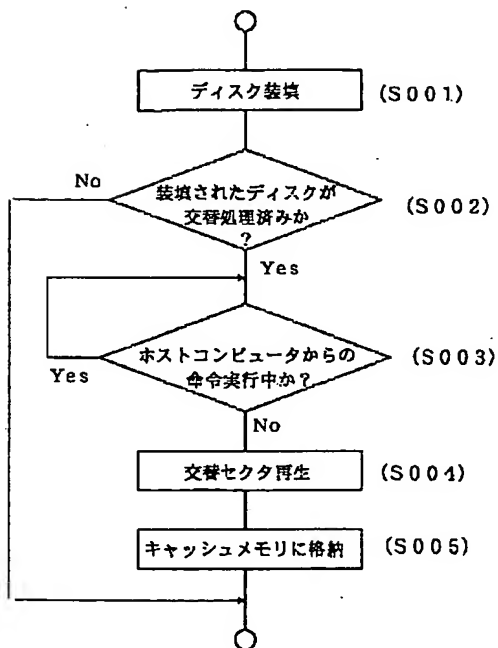 ディスク装填
(S001)
No
装填されたディスクが
交替処理済みか
?
(S002)
Yes
ホストコンピュータからの
命令実行中か?
(S003)
Yes
No
交替セクタ再生
(S004)
キャッシュメモリに格納
(S005)